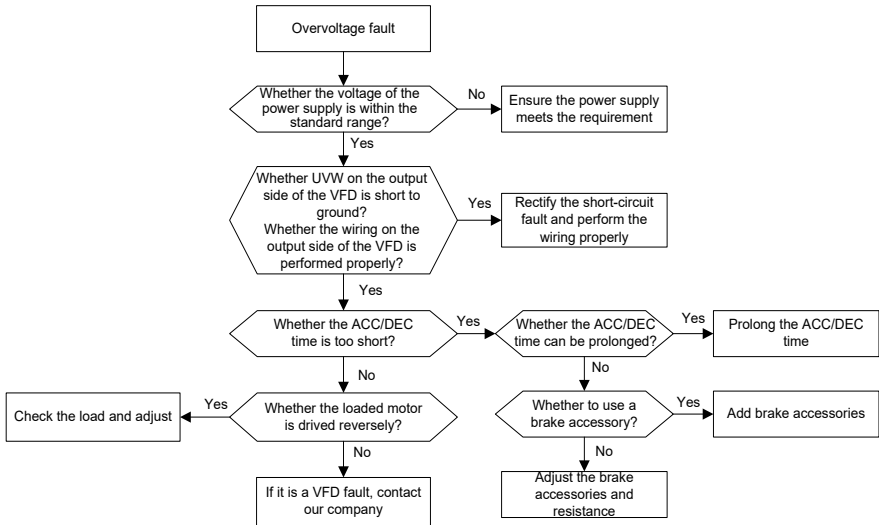 Overvoltage fault
Whether the voltage of the
power supply is within the
standard range?
No
Ensure the power supply
meets the requirement
Yes
Whether UVW on the output
side of the VFD is short to
ground?
Whether the wiring on the
output side of the VFD is
performed properly?
Yes
Rectify the short-circuit
fault and perform the
wiring properly
Yes
Whether the ACC/DEC
time is too short?
Yes
Whether the ACC/DEC
time can be prolonged?
Yes
Prolong the ACC/DEC
time
No
No
Check the load and adjust
Yes
Whether the loaded motor
is drived reversely?
Whether to use a
brake accessory?
Yes
Add brake accessories
No
No
If it is a VFD fault, contact
our company
Adjust the brake
accessories and
resistance